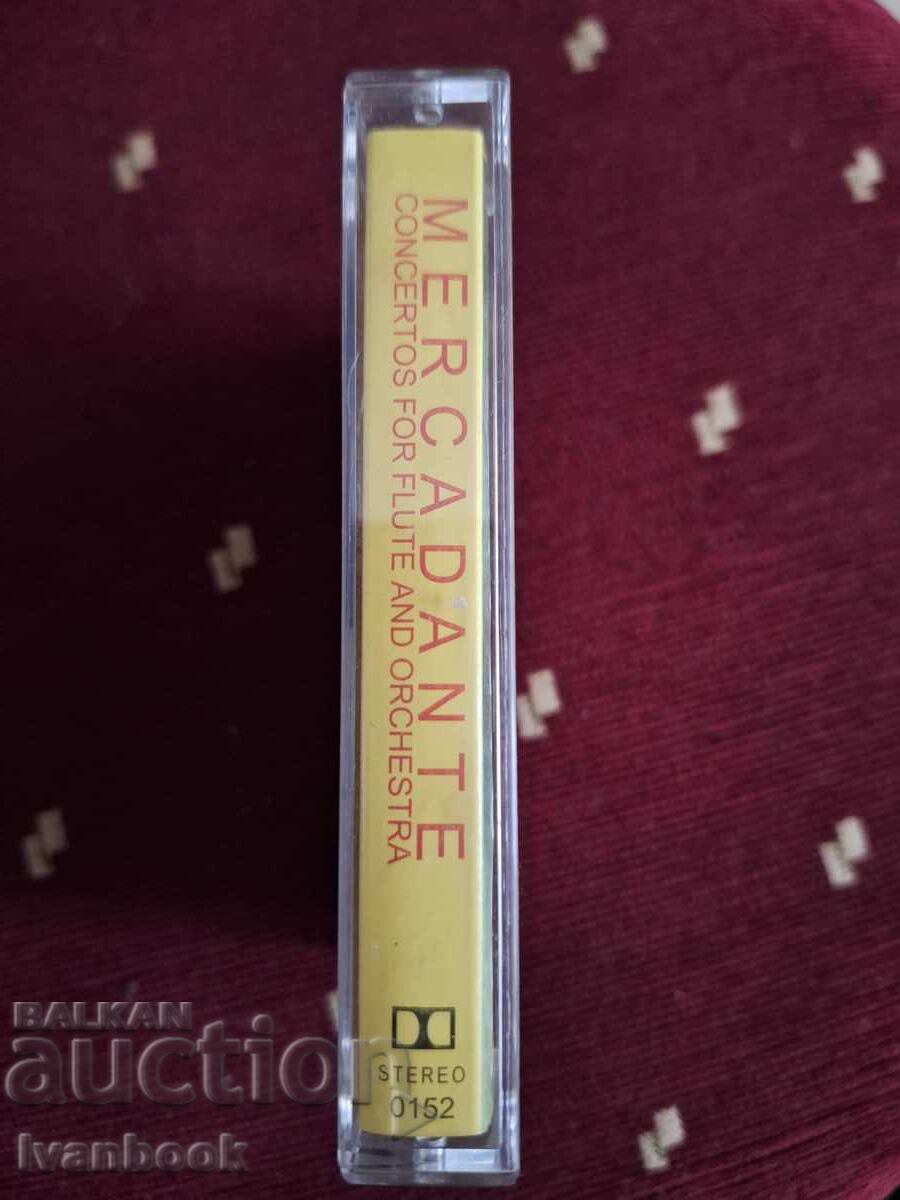 MERCADANTE
CONCERTOS FOR FLUTE AND ORCHESTRA
STEREO
0152
BALKAN
auction
Ivanbook